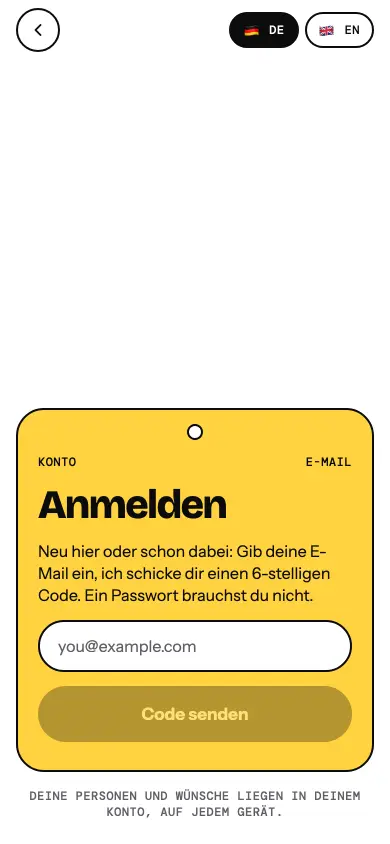 DE
EN
KONTO
E-MAIL
Anmelden
Neu hier oder schon dabei: Gib deine E-
Mail ein, ich schicke dir einen 6-stelligen
Code. Ein Passwort brauchst du nicht.
you@example.com
Code senden
DEINE PERSONEN UND WÜNSCHE LIEGEN IN DEINEM
KONTO, AUF JEDEM GERÄT.